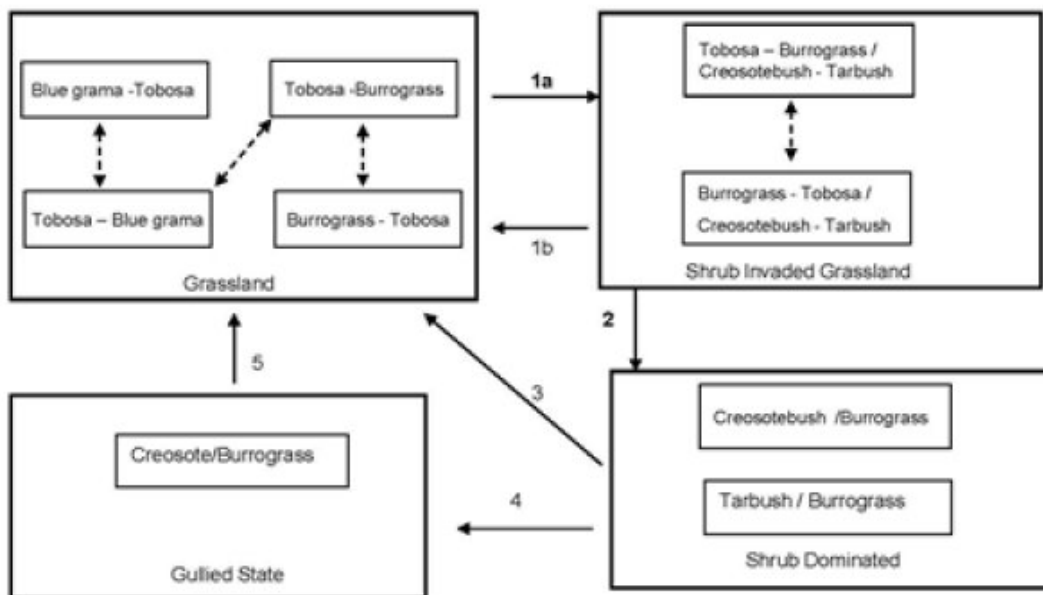 Blue grama -Tobosa
Tobosa -Burrograss
Tobosa – Blue grama
Burrograss - Tobosa
Grassland
1a
1b
Tobosa – Burrograss /
Creosotebush - Tarbush
Burrograss - Tobosa /
Creosotebush - Tarbush
Shrub Invaded Grassland
2
5
3
Creosote/Burrograss
Gullied State
4
Creosotebush /Burrograss
Tarbush / Burrograss
Shrub Dominated